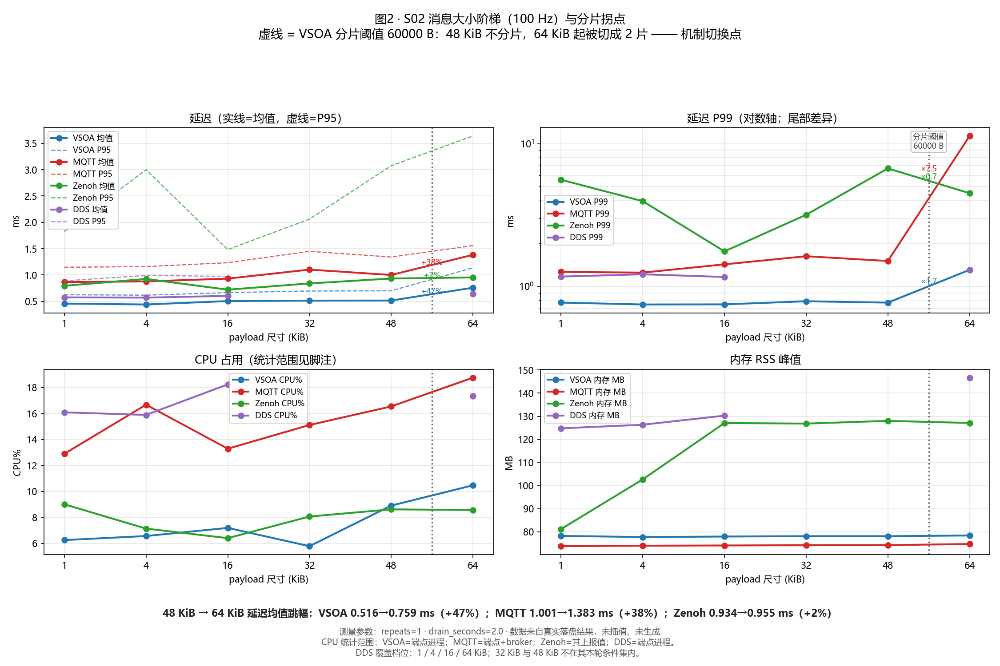 图2 · S02 消息大小阶梯（100 Hz）与分片拐点
虚线 = VSOA 分片阈值 60000 B：48 KiB 不分片，64 KiB 起被切成 2 片 —— 机制切换点
延迟（实线=均值，虚线=P95）
VSOA 均值
VSOA P95
MQTT 均值
MQTT P95
Zenoh 均值
Zenoh P95
DDS 均值
DDS P95
+38%
+2%
+47%
ms
3.5
3.0
2.5
2.0
1.5
1.0
0.5
1
4
16
32
48
64
payload 尺寸 (KiB)
延迟 P99（对数轴；尾部差异）
分片阈值
60000 B
×7.5
×0.7
×1.7
VSOA P99
MQTT P99
Zenoh P99
DDS P99
ms
10¹
10⁰
1
4
16
32
48
64
payload 尺寸 (KiB)
CPU 占用（统计范围见脚注）
VSOA CPU%
MQTT CPU%
Zenoh CPU%
DDS CPU%
CPU%
18
16
14
12
10
8
6
1
4
16
32
48
64
payload 尺寸 (KiB)
内存 RSS 峰值
VSOA 内存 MB
MQTT 内存 MB
Zenoh 内存 MB
DDS 内存 MB
MB
150
140
130
120
110
100
90
80
1
4
16
32
48
64
payload 尺寸 (KiB)
48 KiB → 64 KiB 延迟均值跳幅：VSOA 0.516→0.759 ms（+47%）；MQTT 1.001→1.383 ms（+38%）；Zenoh 0.934→0.955 ms（+2%）
测量参数：repeats=1 · drain_seconds=2.0 · 数据来自真实落盘结果，未插值、未生成
CPU 统计范围：VSOA=端点进程；MQTT=端点+broker；Zenoh=其上报值；DDS=端点进程。
DDS 覆盖档位：1 / 4 / 16 / 64 KiB；32 KiB 与 48 KiB 不在其本轮条件集内。